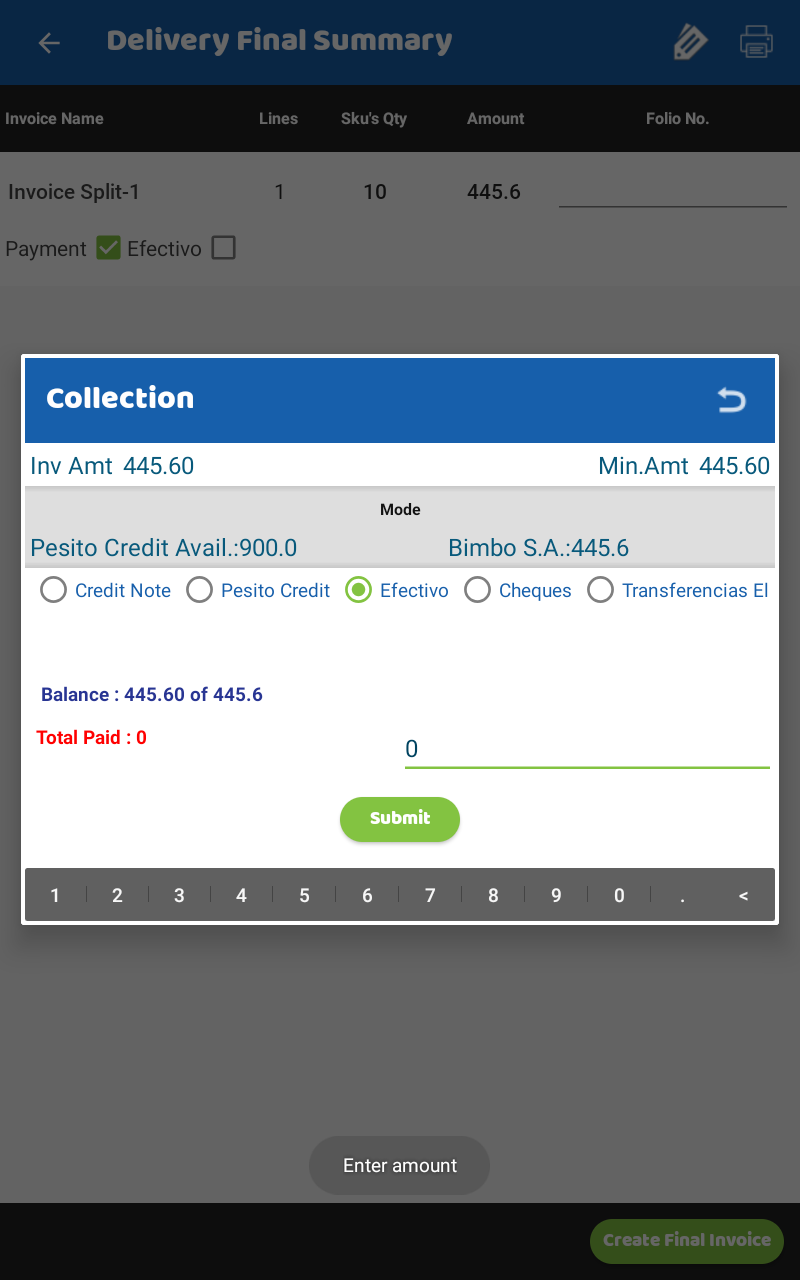 Delivery Final Summary
Invoice Name Lines Sku's Qty Amount Folio No.
Invoice Split-1 1 10 445.6
Payment Efectivo
Collection
Inv Amt 445.60 Min.Amt 445.60
Mode
Pesito Credit Avail.:900.0 Bimbo S.A.:445.6
Credit Note Pesito Credit Efectivo Cheques Transferencias El
Balance : 445.60 of 445.6
Total Paid : 0
0
Submit
1 2 3 4 5 6 7 8 9 0 . <
Enter amount
Create Final Invoice